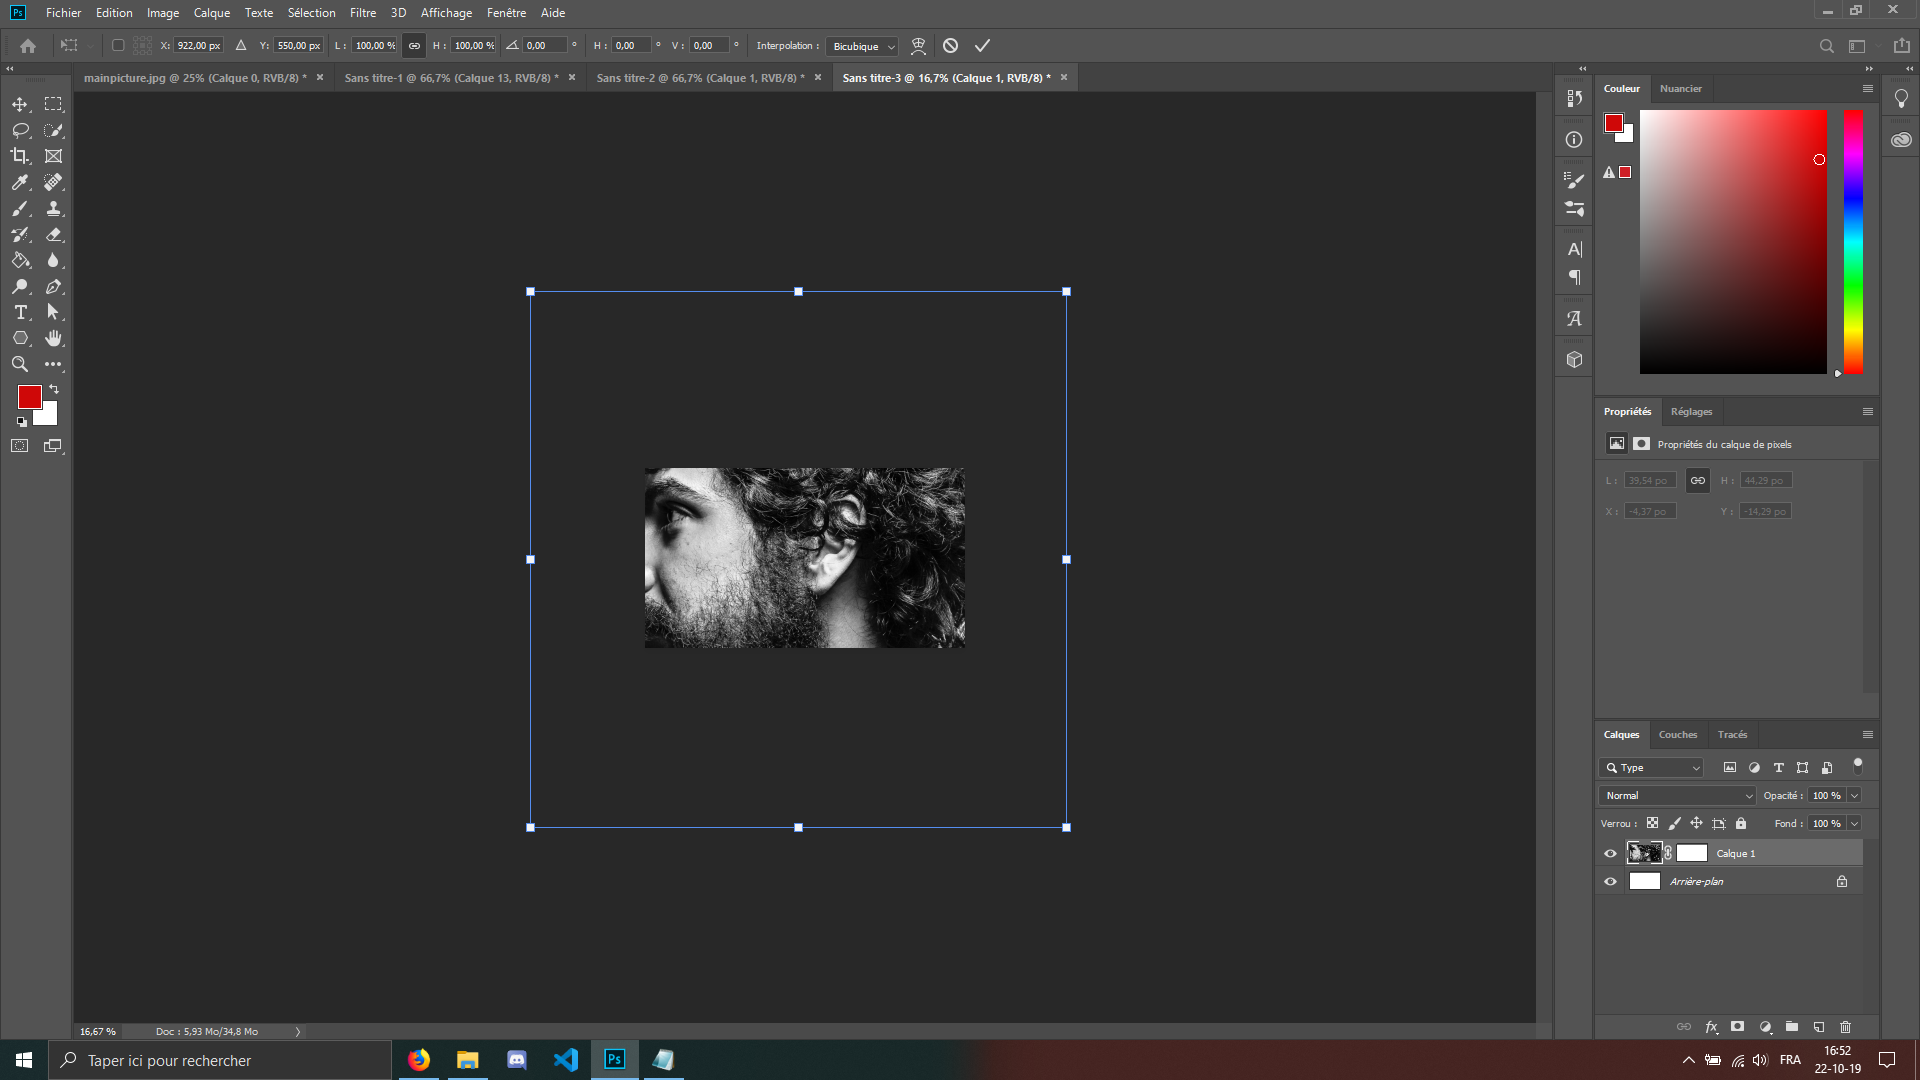 Ps Fichier Edition Image Calque Texte Sélection Filtre 3D Affichage Fenêtre Aide
X: 922,00 px Y: 550,00 px L : 100,00 % H : 100,00 % 0,00 ° H : 0,00 ° V : 0,00 ° Interpolation : Bicubique
mainpicture.jpg @ 25% (Calque 0, RVB/8) * Sans titre-1 @ 66,7% (Calque 13, RVB/8) * Sans titre-2 @ 66,7% (Calque 1, RVB/8) * Sans titre-3 @ 16,7% (Calque 1, RVB/8) *
Couleur Nuancier
Propriétés Réglages
Propriétés du calque de pixels
L : 39,54 po H : 44,29 po
X : -4,37 po Y : -14,29 po
Calques Couches Tracés
Type
Normal Opacité : 100 %
Verrou : Fond : 100 %
Calque 1
Arrière-plan
fx
16,67 % Doc : 5,93 Mo/34,8 Mo
Taper ici pour rechercher
Ps
FRA
16:52
22-10-19